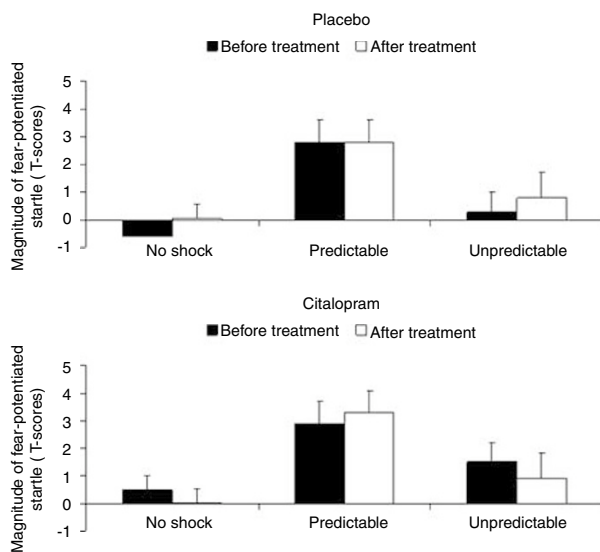 Placebo
Before treatment After treatment
Magnitude of fear-potentiated
startle ( T-scores)
5
4
3
2
1
0
-1
No shock Predictable Unpredictable
Citalopram
Before treatment After treatment
Magnitude of fear-potentiated
startle ( T-scores)
5
4
3
2
1
0
-1
No shock Predictable Unpredictable